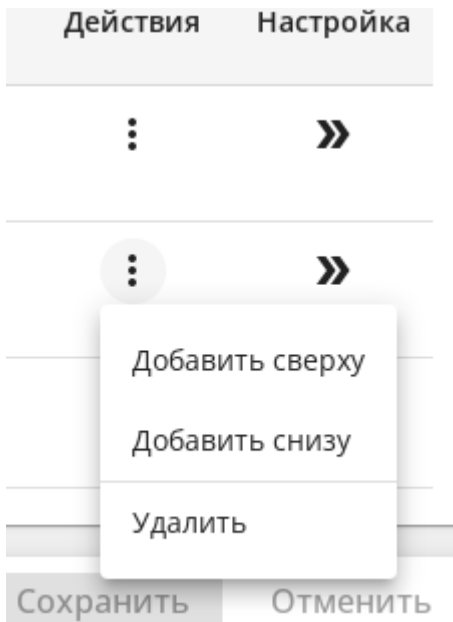 Действия Настройка
Добавить сверху
Добавить снизу
Удалить
Сохранить Отменить